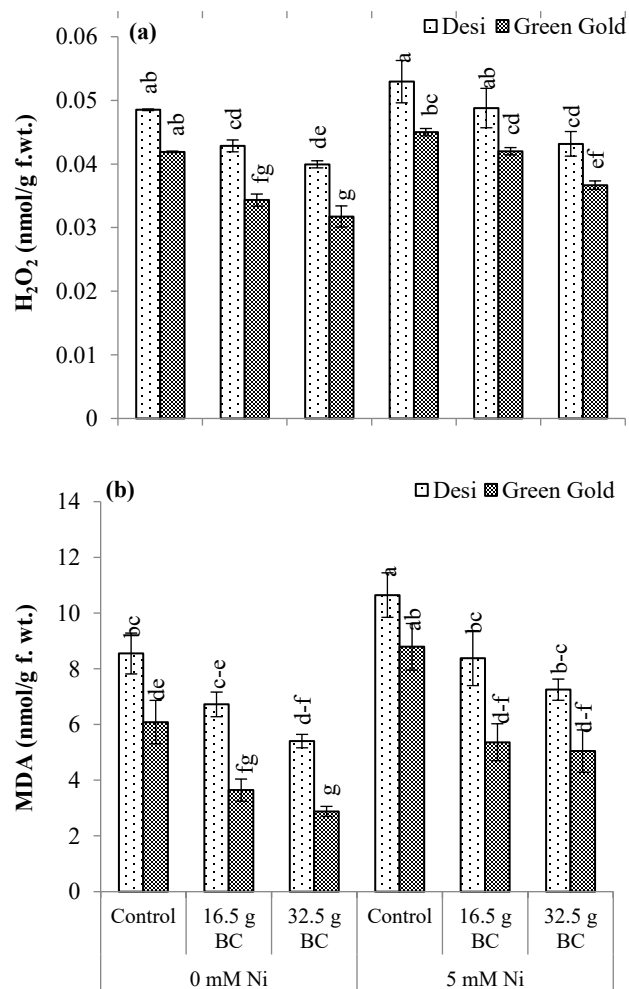 (a)
Desi Green Gold
H₂O₂ (nmol/g f.wt.)
0.06
0.05
0.04
0.03
0.02
0.01
0
ab
ab
cd
fg
de
g
a
bc
ab
cd
cd
ef
(b)
Desi Green Gold
MDA (nmol/g f. wt.)
14
12
10
8
6
4
2
0
bc
de
c-e
fg
d-f
g
a
ab
bc
d-f
b-c
d-f
Control 16.5 g BC 32.5 g BC Control 16.5 g BC 32.5 g BC
0 mM Ni 5 mM Ni